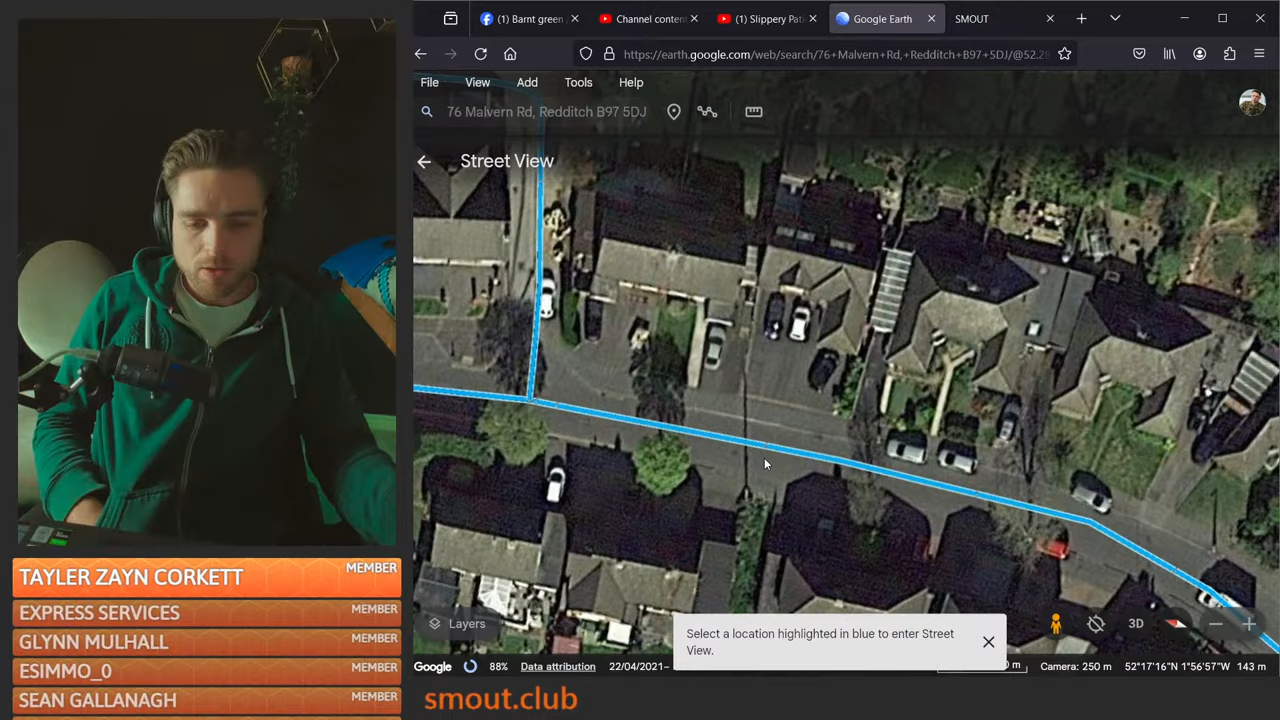 (1) Barnt green
Channel conten
(1) Slippery Pati
Google Earth
SMOUT
https://earth.google.com/web/search/76+Malvern+Rd,+Redditch+B97+5DJ/@52.28
File View Add Tools Help
76 Malvern Rd, Redditch B97 5DJ
Street View
Layers
Select a location highlighted in blue to enter Street
View.
3D
Google 88% Data attribution 22/04/2021– m Camera: 250 m 52°17'16"N 1°56'57"W 143 m
TAYLER ZAYN CORKETT MEMBER
EXPRESS SERVICES MEMBER
GLYNN MULHALL MEMBER
ESIMMO_0 MEMBER
SEAN GALLANAGH MEMBER
smout.club